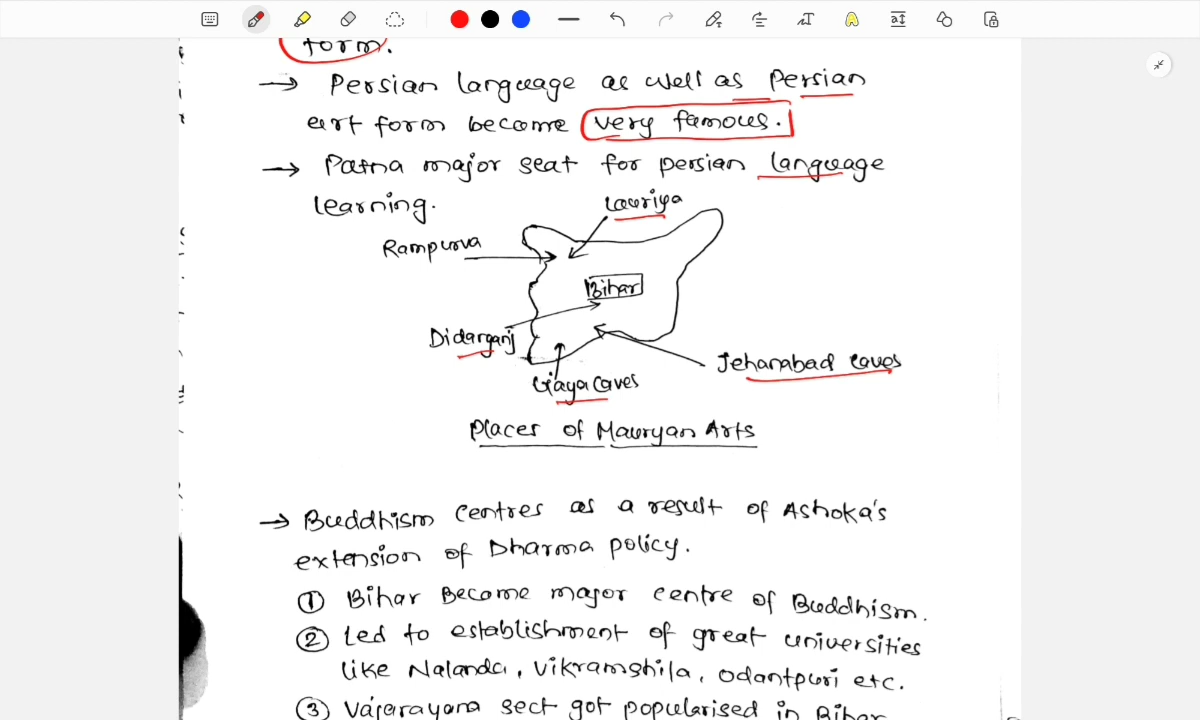 form.
→ Persian language as well as Persian
art form become very famous.
→ Patna major seat for persian language
learning.
Lauriya
Rampurva
Bihar
Didarganj
Jehanabad caves
Gaya caves
Places of Mauryan Arts
→ Buddhism centres as a result of Ashoka's
extension of Dharma policy.
① Bihar Become major centre of Buddhism.
② Led to establishment of great universities
like Nalanda, Vikramshila, Odantpuri etc.
③ Vajarayana sect got popularised in Bihar